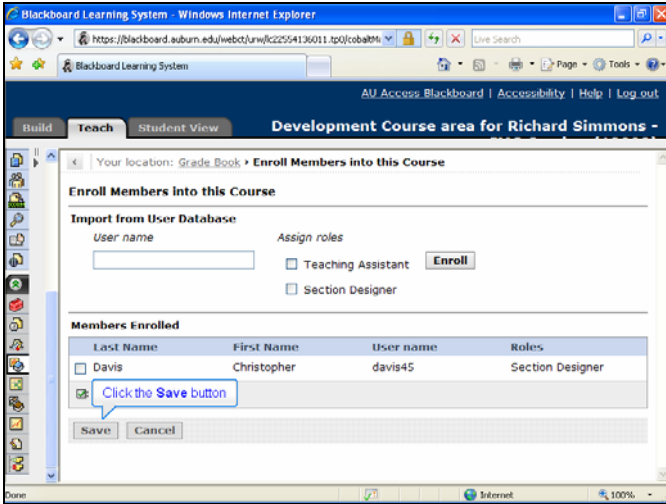 Blackboard Learning System - Windows Internet Explorer
https://blackboard.auburn.edu/webct/urw/lc22554136011.tp0/cobaltMa
Live Search
Blackboard Learning System
Page Tools
AU Access Blackboard | Accessibility | Help | Log out
Build Teach Student View Development Course area for Richard Simmons -
Your location: Grade Book › Enroll Members into this Course
Enroll Members into this Course
Import from User Database
User name Assign roles
Teaching Assistant Enroll
Section Designer
Members Enrolled
Last Name First Name User name Roles
Davis Christopher davis45 Section Designer
Click the Save button
Save Cancel
Done Internet 100%